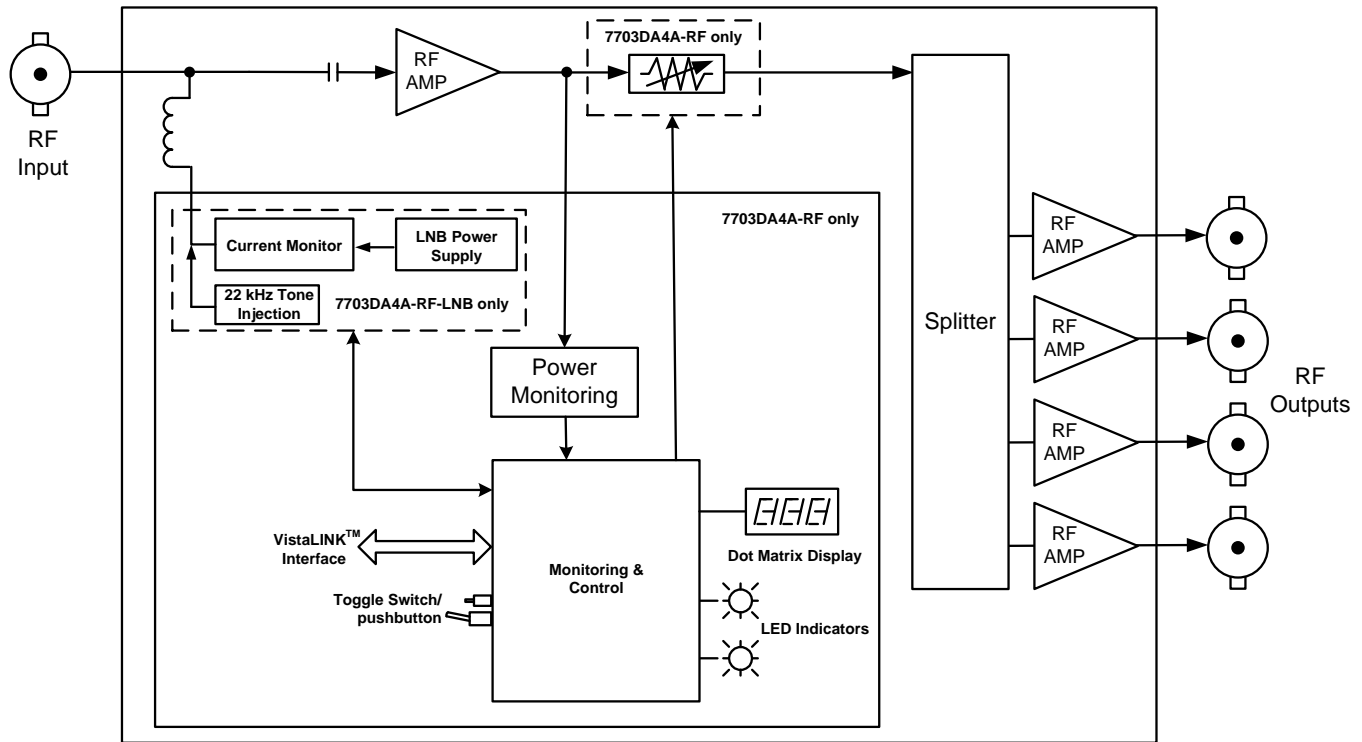 7703DA4A-RF only
RF
AMP
RF
Input
7703DA4A-RF only
Current Monitor
LNB Power
Supply
22 kHz Tone
Injection
7703DA4A-RF-LNB only
Power
Monitoring
Splitter
RF
AMP
RF
AMP
RF
AMP
RF
AMP
RF
Outputs
VistaLINK™
Interface
Toggle Switch/
pushbutton
Monitoring &
Control
Dot Matrix Display
LED Indicators